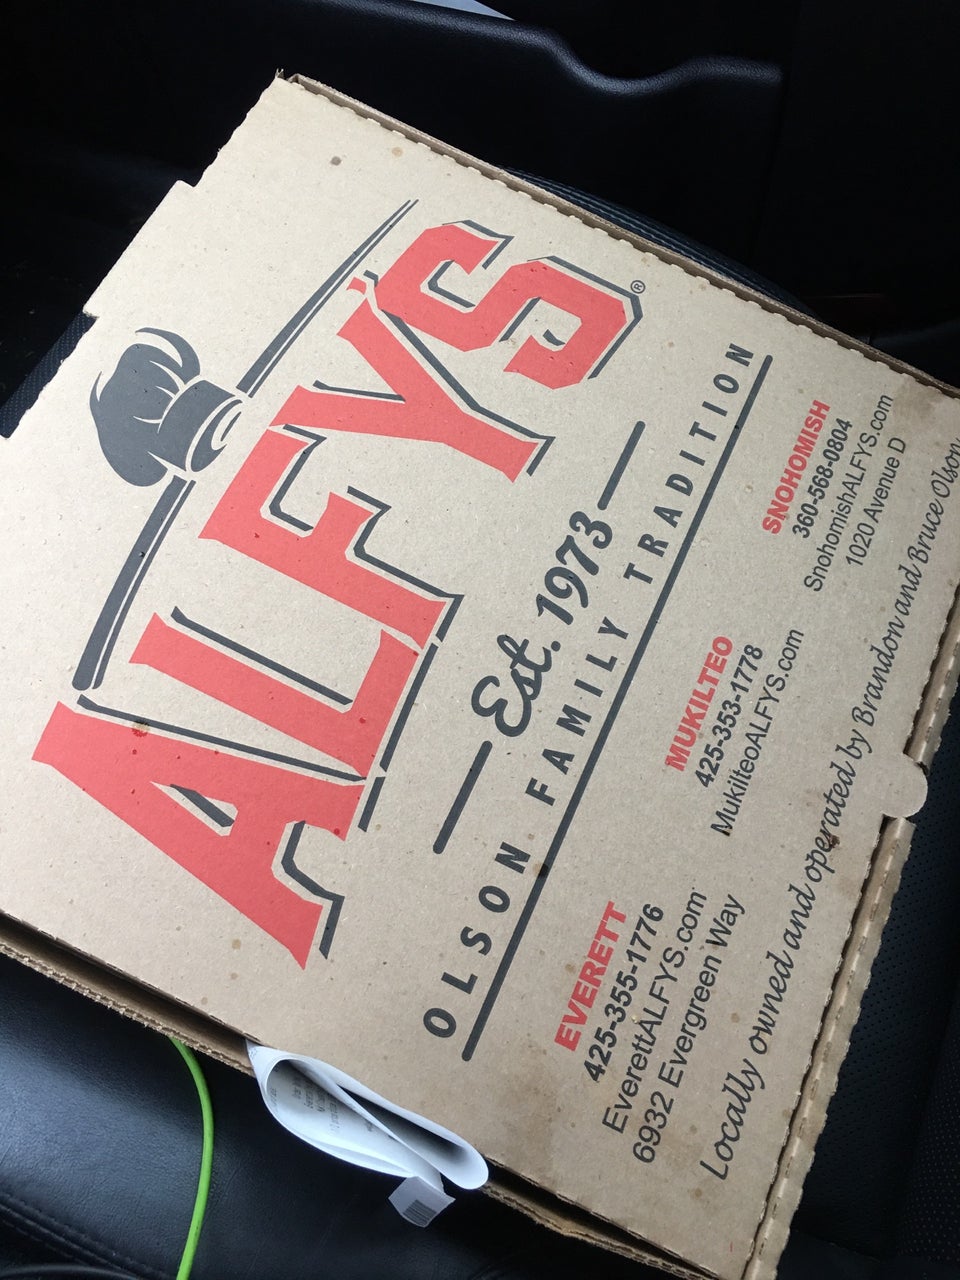 ALFYS®
Est. 1973
OLSON FAMILY TRADITION
EVERETT
425-355-1776
EverettALFYS.com
6932 Evergreen Way
MUKILTEO
425-353-1778
MukilteoALFYS.com
SNOHOMISH
360-568-0804
SnohomishALFYS.com
1020 Avenue D
Locally owned and operated by Brandon and Bruce Olson